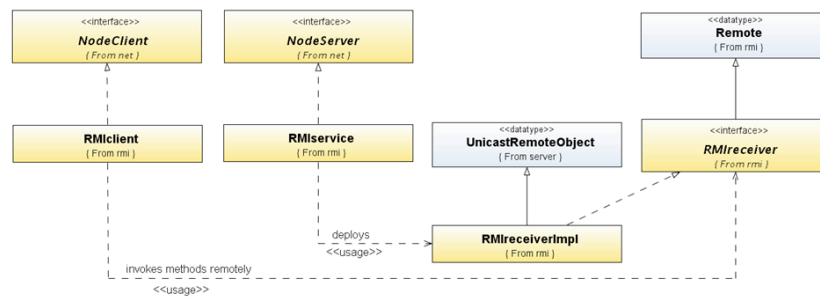 <<interface>>
NodeClient
{ From net }
<<interface>>
NodeServer
{ From net }
<<datatype>>
Remote
{ From rmi }
RMIclient
{ From rmi }
RMIservice
{ From rmi }
<<datatype>>
UnicastRemoteObject
{ From server }
<<interface>>
RMIreceiver
{ From rmi }
deploys
<<usage>>
RMIreceiverImpl
{ From rmi }
invokes methods remotely
<<usage>>